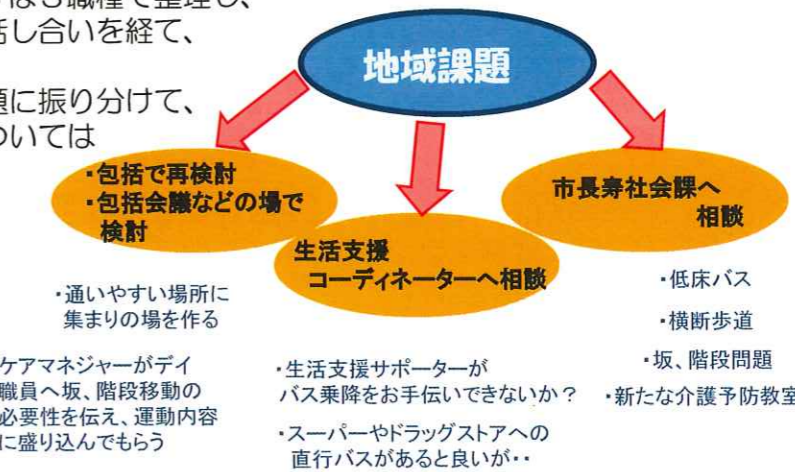 は3職種で整理し、
話し合いを経て、
題に振り分けて、
ついては
地域課題
・包括で再検討
・包括会議などの場で
検討
生活支援
コーディネーターへ相談
市長寿社会課へ
相談
・通いやすい場所に
集まりの場を作る
ケアマネジャーがデイ
職員へ坂、階段移動の
必要性を伝え、運動内容
に盛り込んでもらう
・生活支援サポーターが
バス乗降をお手伝いできないか？
・スーパーやドラッグストアへの
直行バスがあると良いが・・
・低床バス
・横断歩道
・坂、階段問題
・新たな介護予防教室